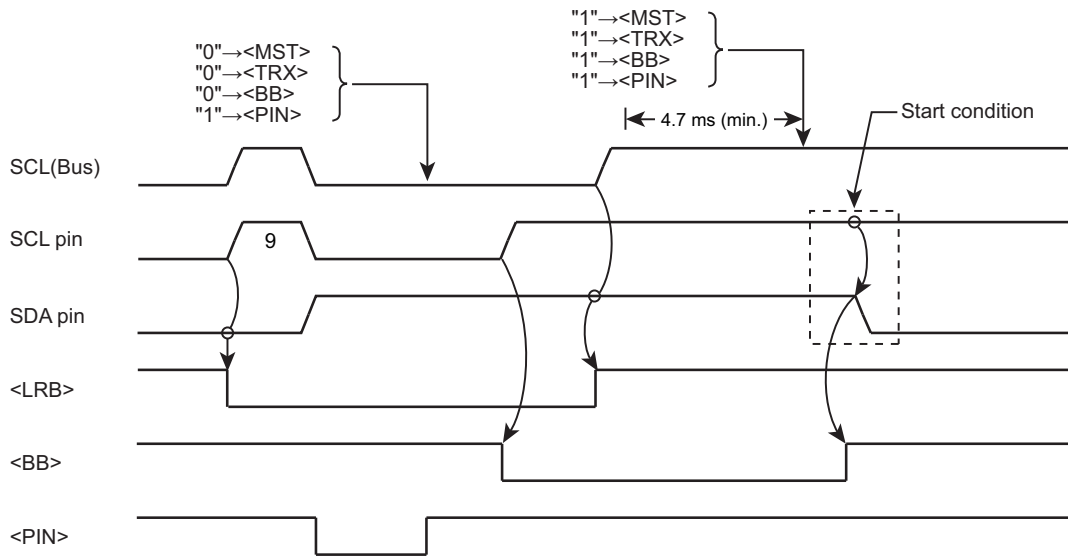 "0"→<MST>
"0"→<TRX>
"0"→<BB>
"1"→<PIN>
"1"→<MST>
"1"→<TRX>
"1"→<BB>
"1"→<PIN>
4.7 ms (min.)
Start condition
SCL(Bus)
SCL pin
9
SDA pin
<LRB>
<BB>
<PIN>